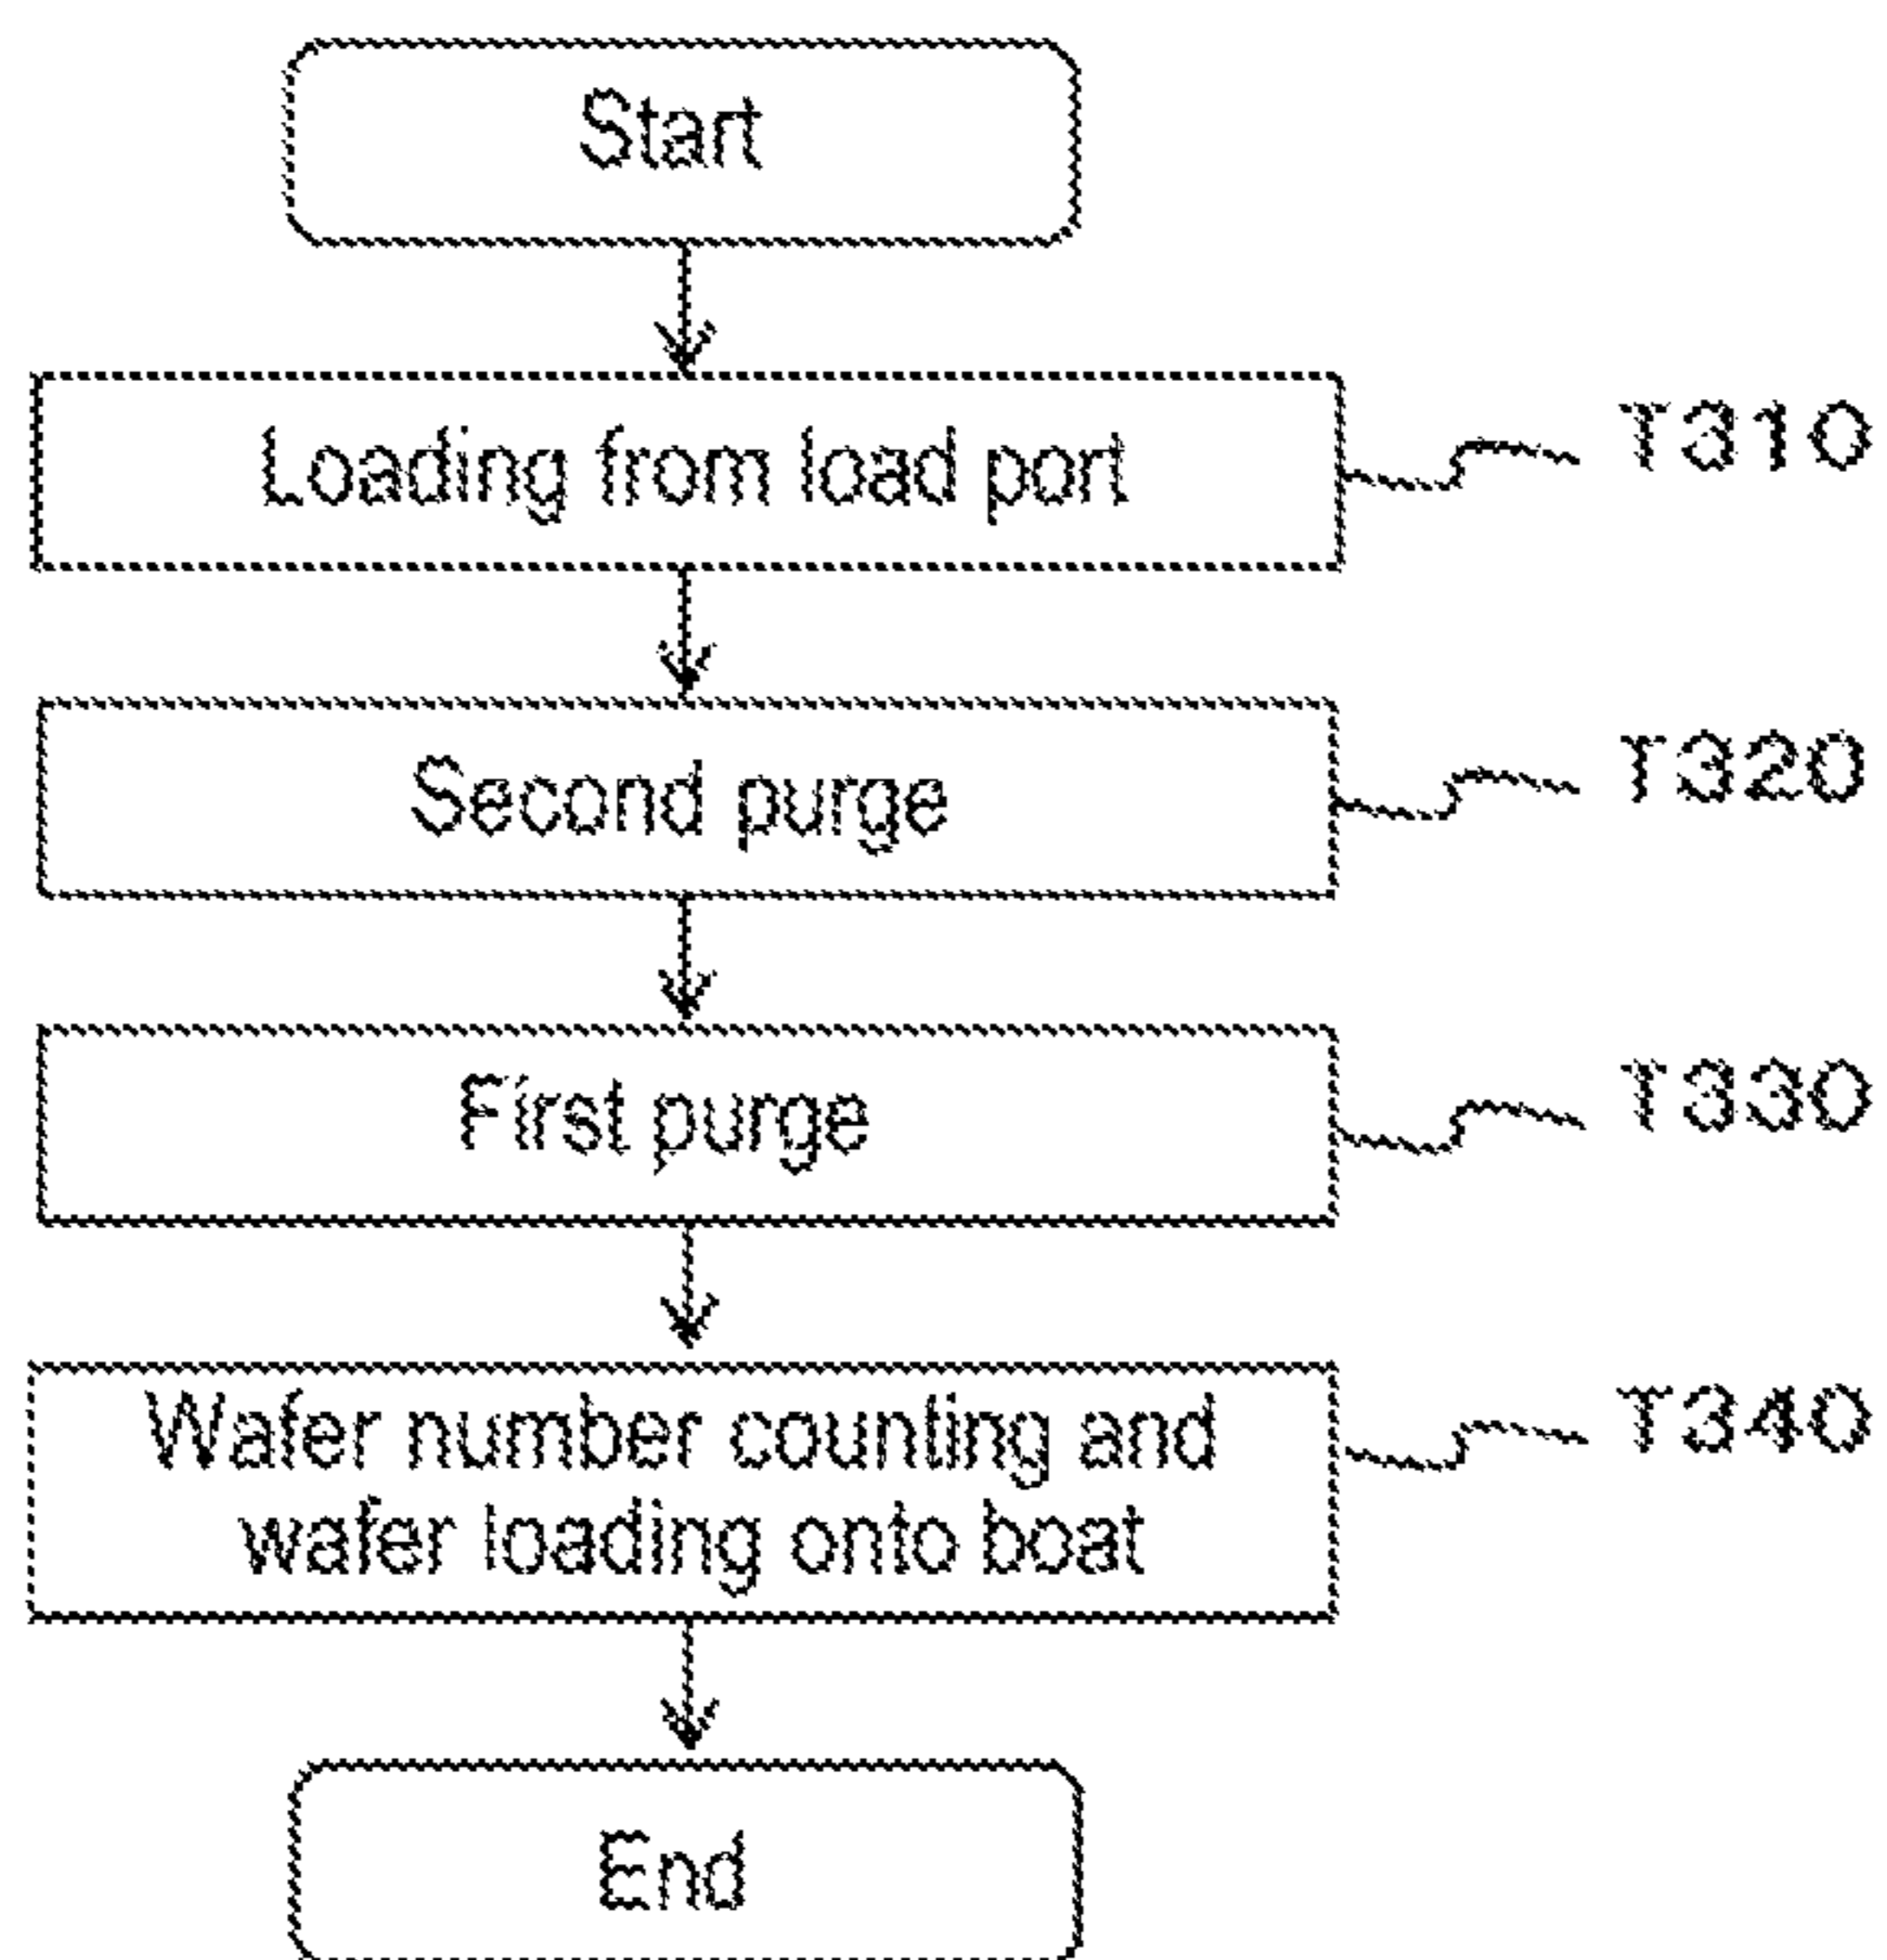 Start
Loading from load port
T310
Second purge
T320
First purge
T330
Wafer number counting and
wafer loading onto boat
T340
End